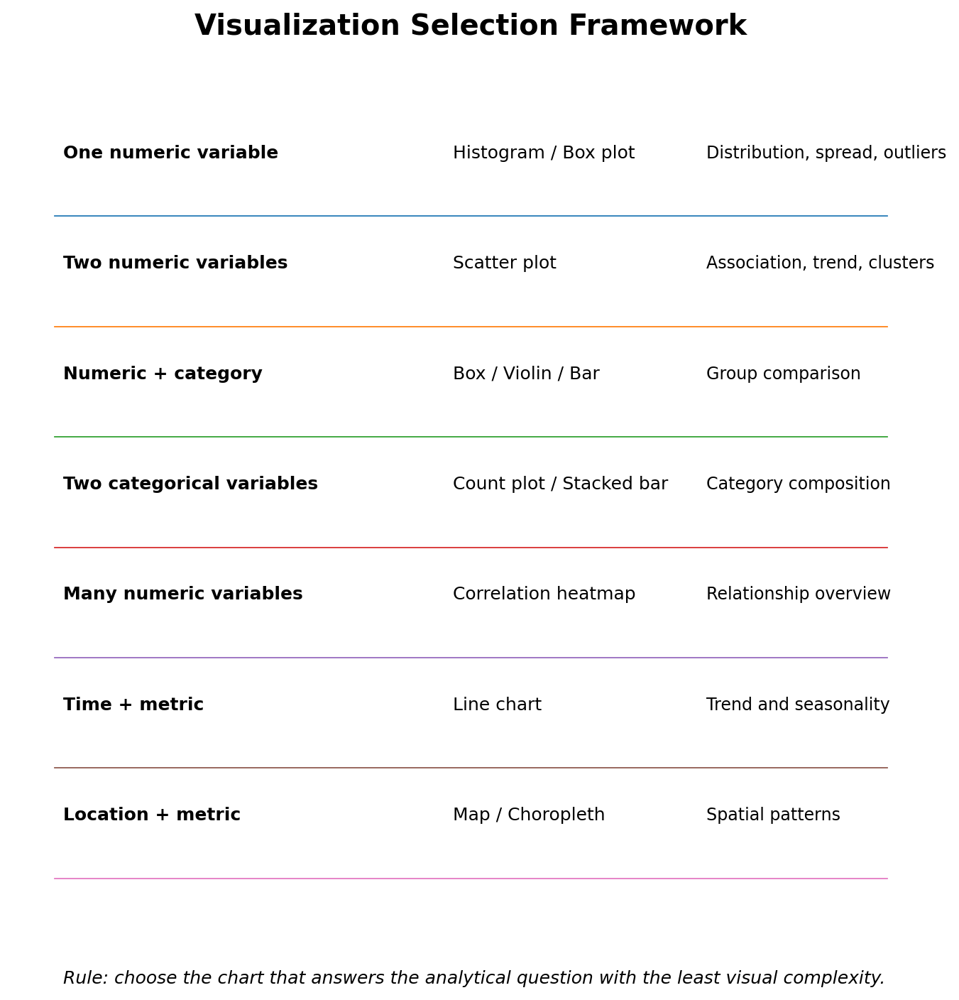 Visualization Selection Framework
One numeric variable Histogram / Box plot Distribution, spread, outliers
Two numeric variables Scatter plot Association, trend, clusters
Numeric + category Box / Violin / Bar Group comparison
Two categorical variables Count plot / Stacked bar Category composition
Many numeric variables Correlation heatmap Relationship overview
Time + metric Line chart Trend and seasonality
Location + metric Map / Choropleth Spatial patterns
Rule: choose the chart that answers the analytical question with the least visual complexity.